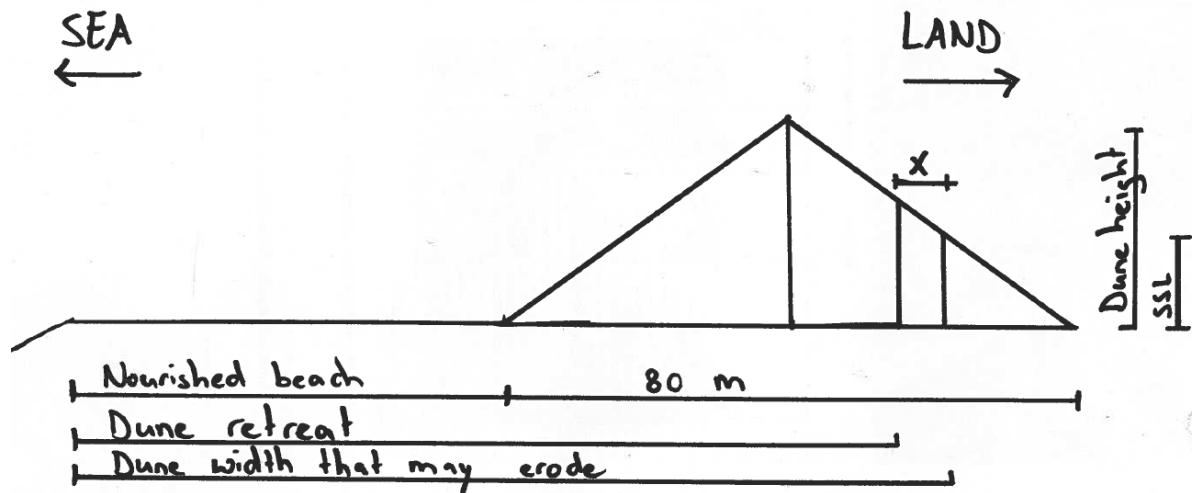 SEA
LAND
X
Dune height
SSL
Nourished beach
80 m
Dune retreat
Dune width that may erode